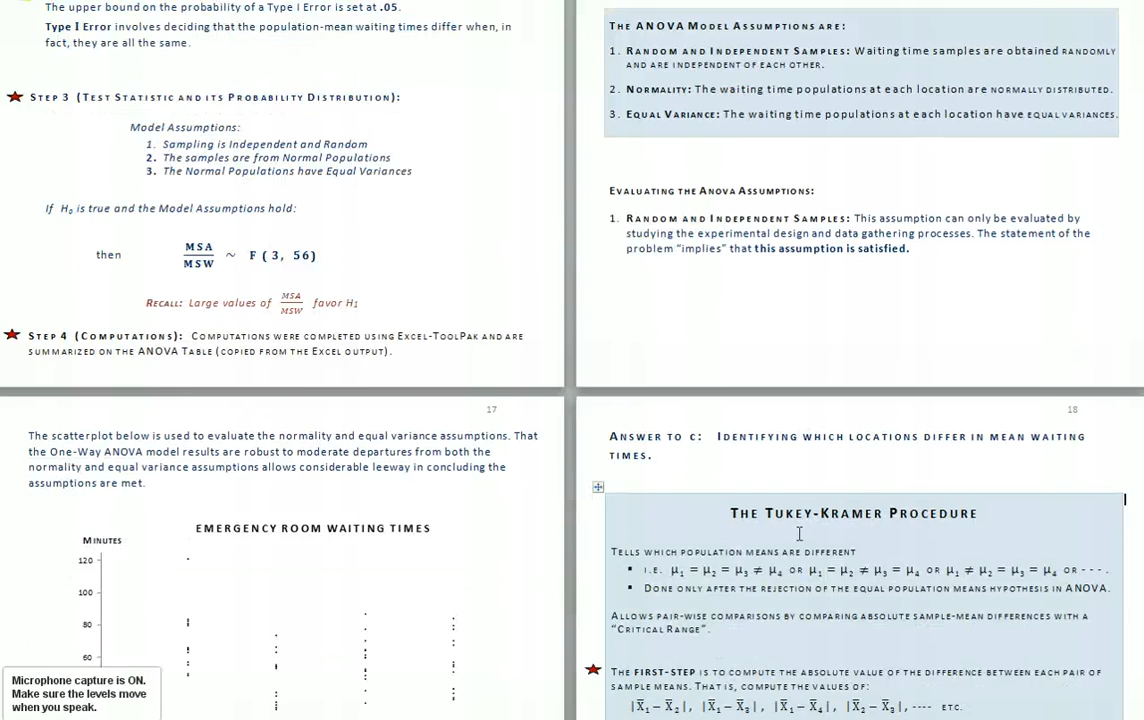 The upper bound on the probability of a Type I Error is set at .05.
Type I Error involves deciding that the population-mean waiting times differ when, in
fact, they are all the same.
STEP 3 (TEST STATISTIC AND ITS PROBABILITY DISTRIBUTION):
Model Assumptions:
1. Sampling is Independent and Random
2. The samples are from Normal Populations
3. The Normal Populations have Equal Variances
If H₀ is true and the Model Assumptions hold:
then MSA/MSW ~ F ( 3, 56)
RECALL: Large values of MSA/MSW favor H₁
STEP 4 (COMPUTATIONS): COMPUTATIONS WERE COMPLETED USING EXCEL-TOOLPAK AND ARE
SUMMARIZED ON THE ANOVA TABLE (COPIED FROM THE EXCEL OUTPUT).
THE ANOVA MODEL ASSUMPTIONS ARE:
1. RANDOM AND INDEPENDENT SAMPLES: Waiting time samples are obtained RANDOMLY
AND ARE INDEPENDENT OF EACH OTHER.
2. NORMALITY: The waiting time populations at each location are NORMALLY DISTRIBUTED.
3. EQUAL VARIANCE: The waiting time populations at each location have EQUAL VARIANCES.
EVALUATING THE ANOVA ASSUMPTIONS:
1. RANDOM AND INDEPENDENT SAMPLES: This assumption can only be evaluated by
studying the experimental design and data gathering processes. The statement of the
problem “implies” that this assumption is satisfied.
17
The scatterplot below is used to evaluate the normality and equal variance assumptions. That
the One-Way ANOVA model results are robust to moderate departures from both the
normality and equal variance assumptions allows considerable leeway in concluding the
assumptions are met.
EMERGENCY ROOM WAITING TIMES
MINUTES
120
100
80
60
Microphone capture is ON.
Make sure the levels move
when you speak.
18
ANSWER TO C: IDENTIFYING WHICH LOCATIONS DIFFER IN MEAN WAITING
TIMES.
THE TUKEY-KRAMER PROCEDURE
TELLS WHICH POPULATION MEANS ARE DIFFERENT
▪ I.E. μ₁ = μ₂ = μ₃ ≠ μ₄ OR μ₁ = μ₂ ≠ μ₃ = μ₄ OR μ₁ ≠ μ₂ = μ₃ = μ₄ OR - - - .
▪ DONE ONLY AFTER THE REJECTION OF THE EQUAL POPULATION MEANS HYPOTHESIS IN ANOVA.
ALLOWS PAIR-WISE COMPARISONS BY COMPARING ABSOLUTE SAMPLE-MEAN DIFFERENCES WITH A
“CRITICAL RANGE”.
THE FIRST-STEP IS TO COMPUTE THE ABSOLUTE VALUE OF THE DIFFERENCE BETWEEN EACH PAIR OF
SAMPLE MEANS. THAT IS, COMPUTE THE VALUES OF:
|X̄₁ − X̄₂|, |X̄₁ − X̄₃|, |X̄₁ − X̄₄|, |X̄₂ − X̄₃|, ---- ETC.